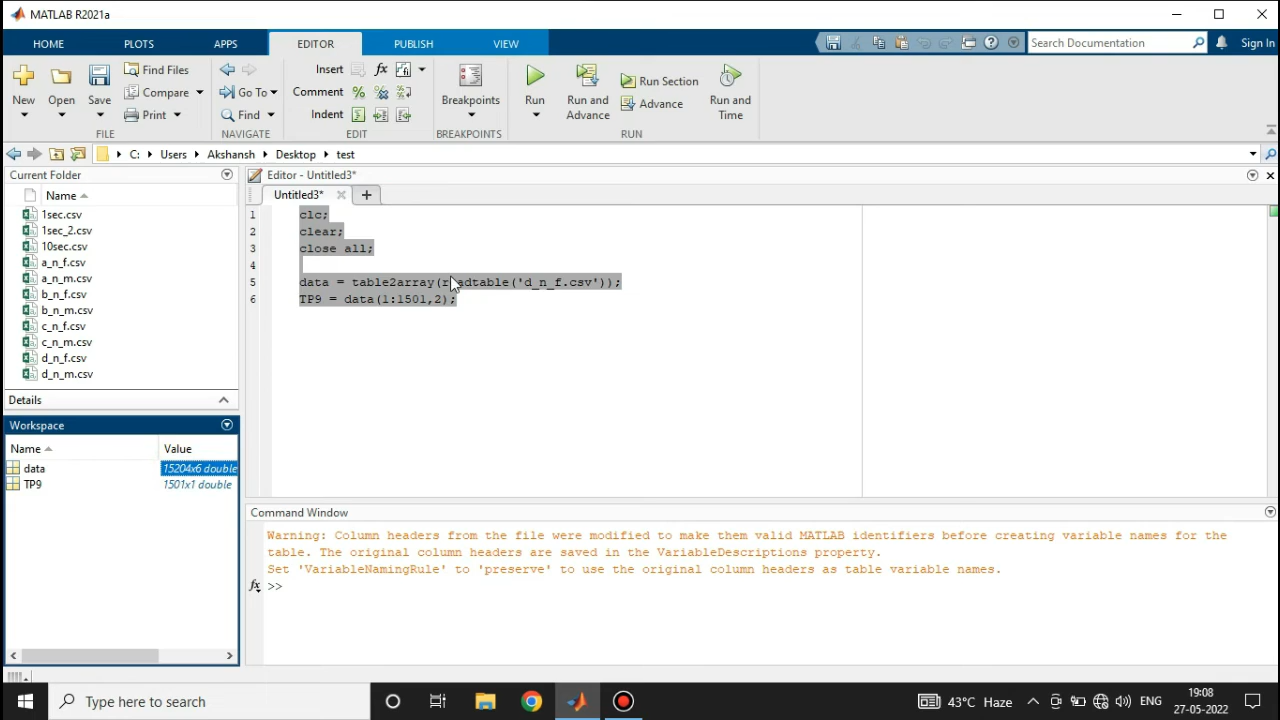 MATLAB R2021a
HOME PLOTS APPS EDITOR PUBLISH VIEW Search Documentation Sign In
New Open Save Find Files Compare Print Go To Find Insert Comment Indent Breakpoints Run Run and Advance Run Section Advance Run and Time
FILE NAVIGATE EDIT BREAKPOINTS RUN
C: Users Akshansh Desktop test
Current Folder
Name
1sec.csv
1sec_2.csv
10sec.csv
a_n_f.csv
a_n_m.csv
b_n_f.csv
b_n_m.csv
c_n_f.csv
c_n_m.csv
d_n_f.csv
d_n_m.csv
Details
Workspace
Name Value
data 15204x6 double
TP9 1501x1 double
Editor - Untitled3*
Untitled3*
1 clc;
2 clear;
3 close all;
4
5 data = table2array(readtable('d_n_f.csv'));
6 TP9 = data(1:1501,2);
Command Window
Warning: Column headers from the file were modified to make them valid MATLAB identifiers before creating variable names for the
table. The original column headers are saved in the VariableDescriptions property.
Set 'VariableNamingRule' to 'preserve' to use the original column headers as table variable names.
fx >>
Type here to search 43°C Haze ENG 19:08
27-05-2022